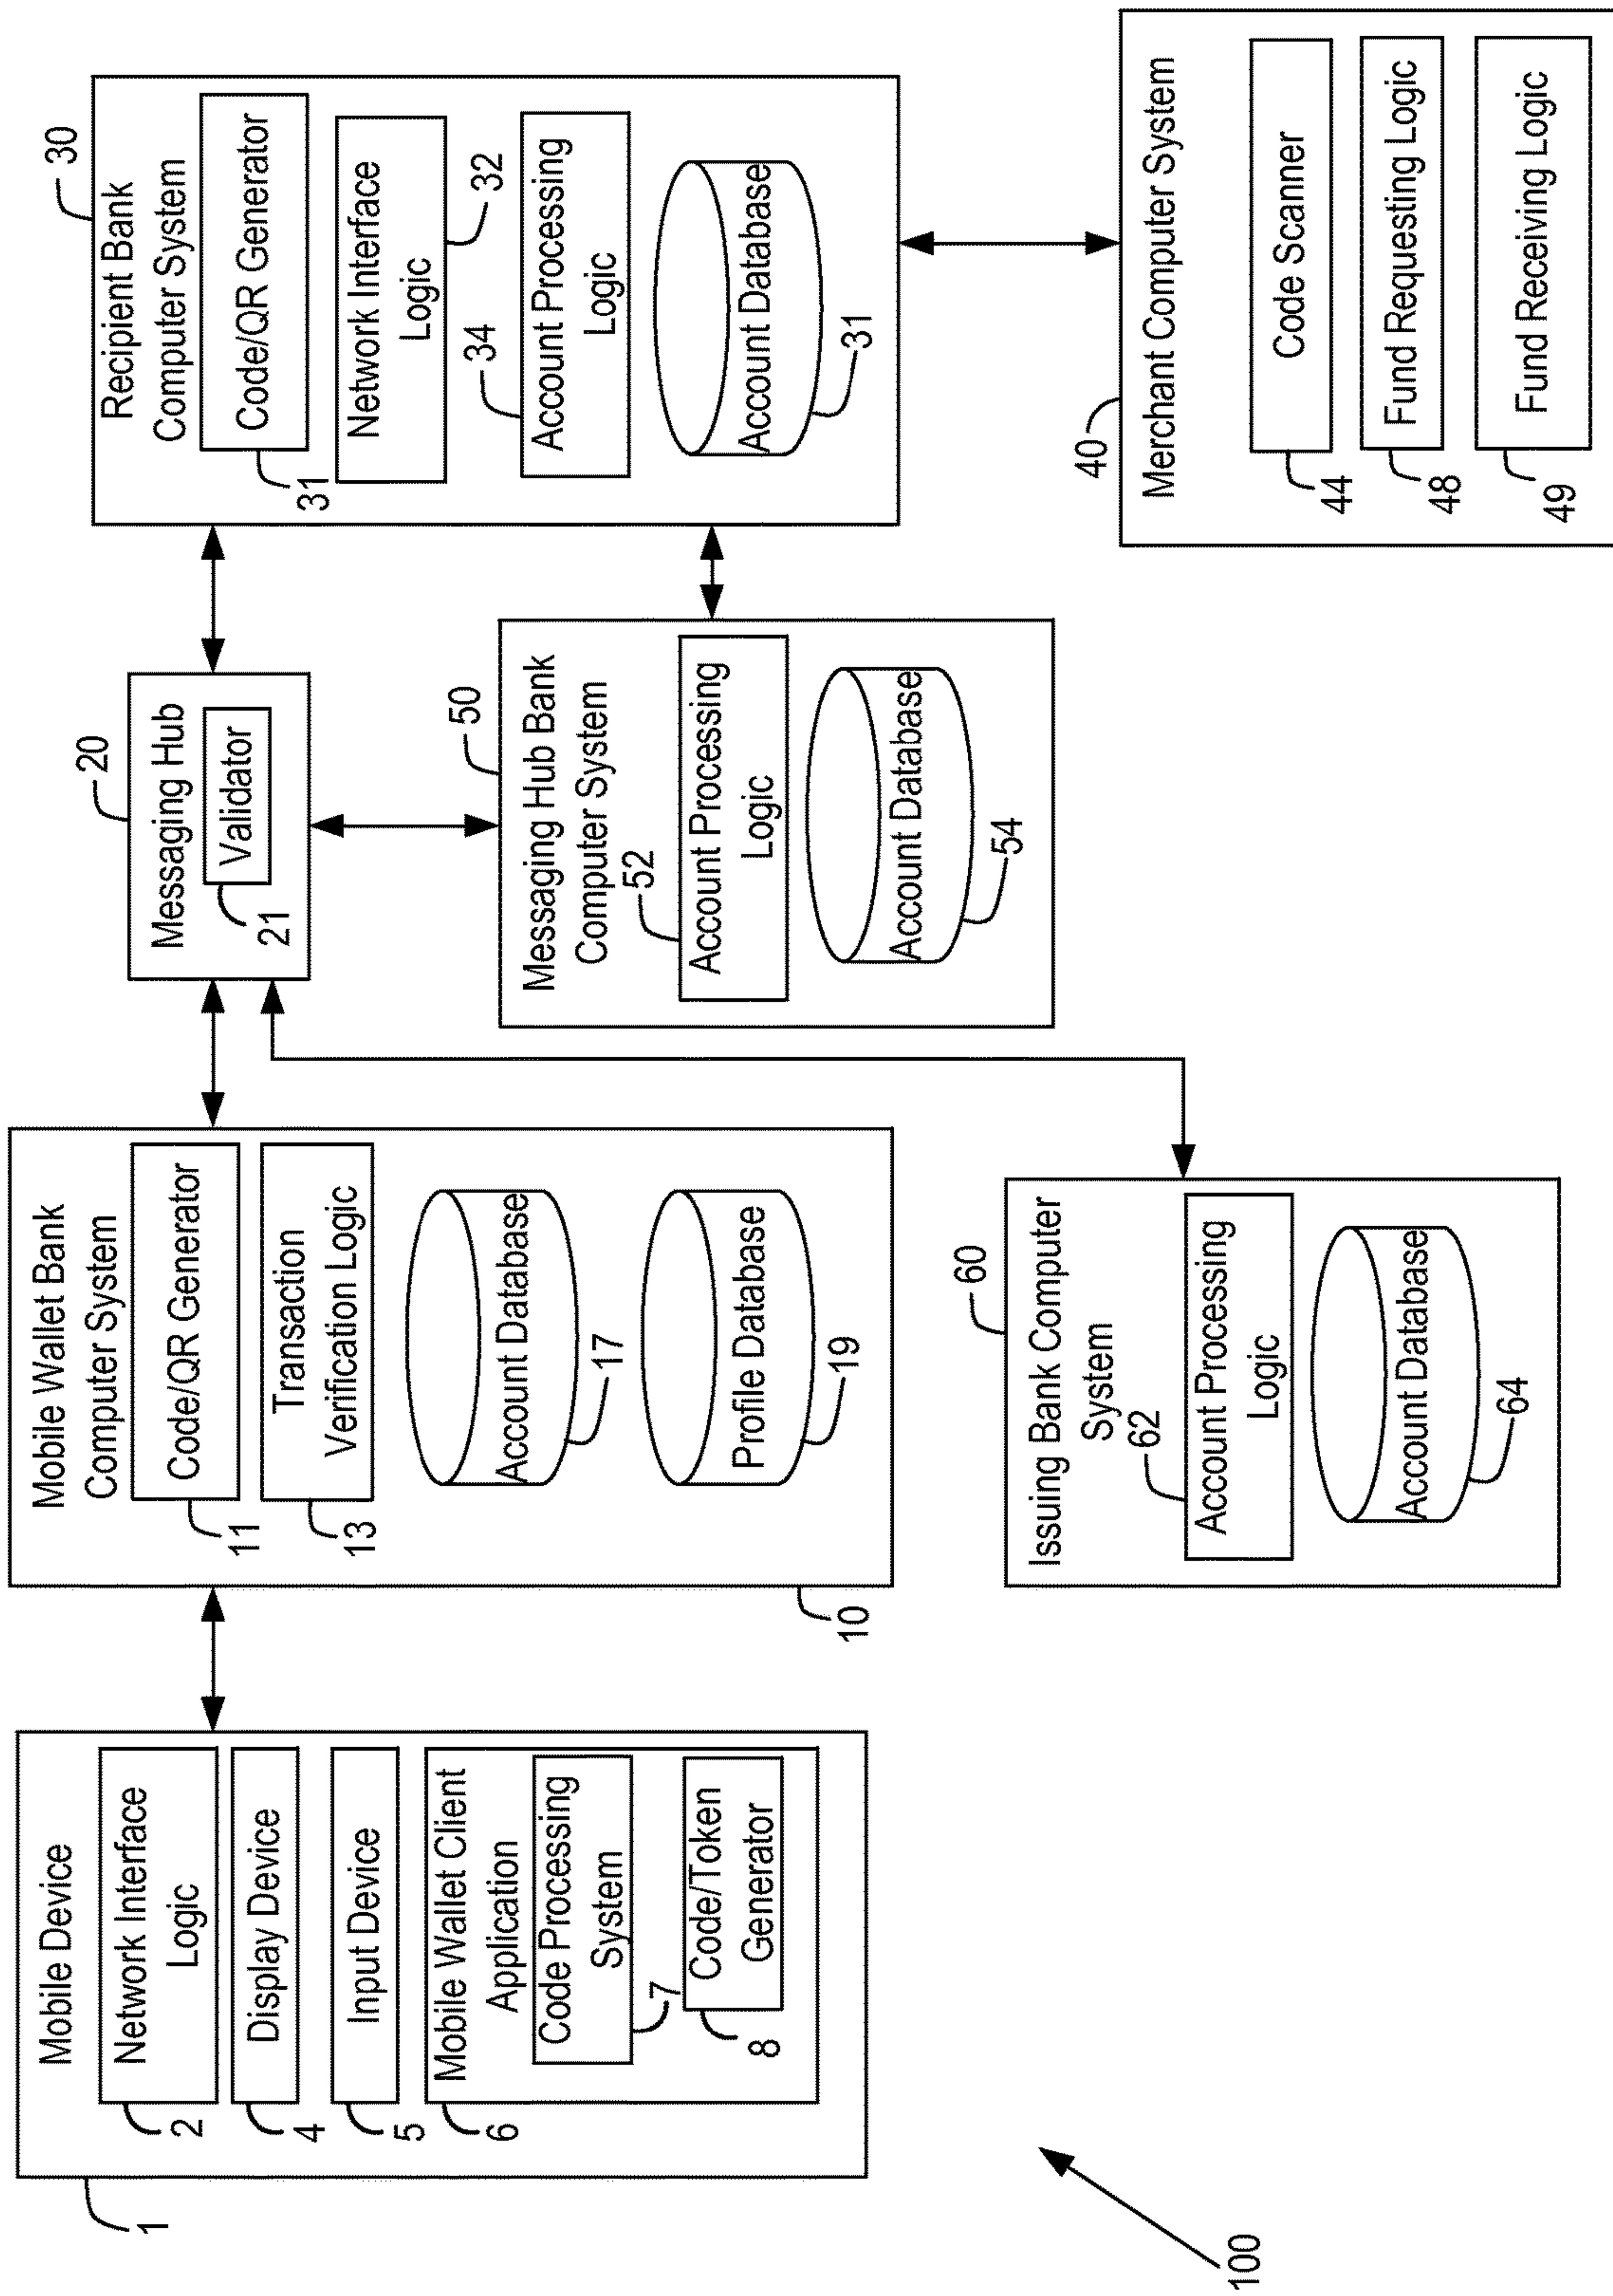 Mobile Device
Network Interface
Logic
2
Display Device
4
Input Device
5
Mobile Wallet Client
Application
6
Code Processing
System
7
Code/Token
Generator
8
1
Mobile Wallet Bank
Computer System
Code/QR Generator
11
Transaction
Verification Logic
13
Account Database
17
Profile Database
19
10
Messaging Hub
20
Validator
21
Recipient Bank
Computer System
30
Code/QR Generator
31
Network Interface
Logic
32
34
Account Processing
Logic
Account Database
31
Messaging Hub Bank
Computer System
50
52
Account Processing
Logic
Account Database
54
Issuing Bank Computer
System
60
62
Account Processing
Logic
Account Database
64
40
Merchant Computer System
Code Scanner
44
Fund Requesting Logic
48
Fund Receiving Logic
49
100